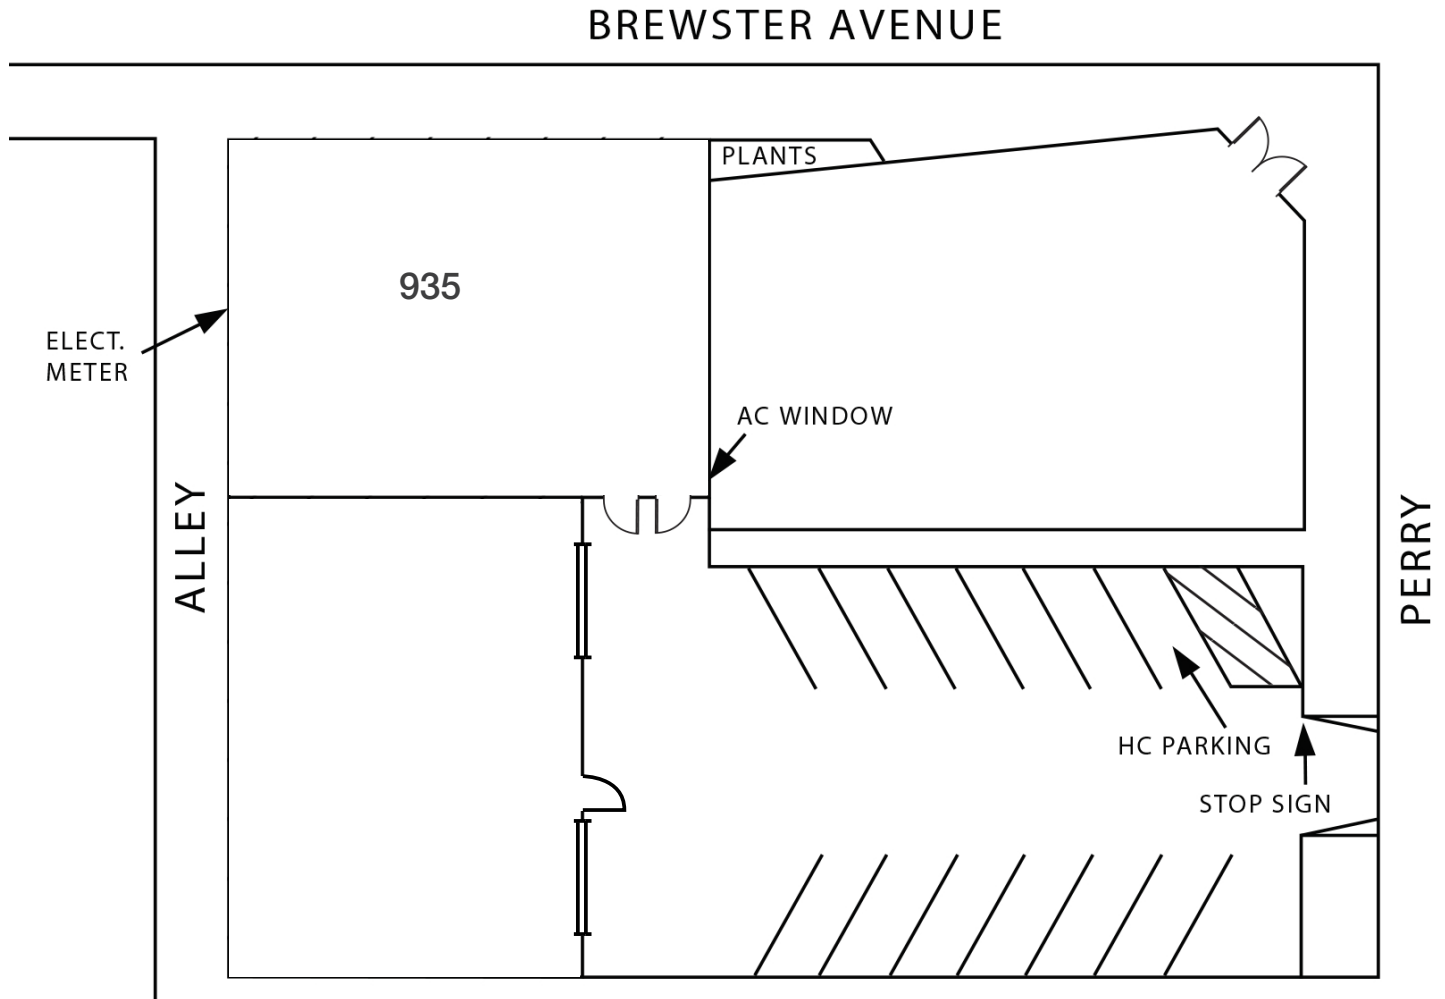 BREWSTER AVENUE
PLANTS
935
ELECT.
METER
AC WINDOW
ALLEY
PERRY
HC PARKING
STOP SIGN